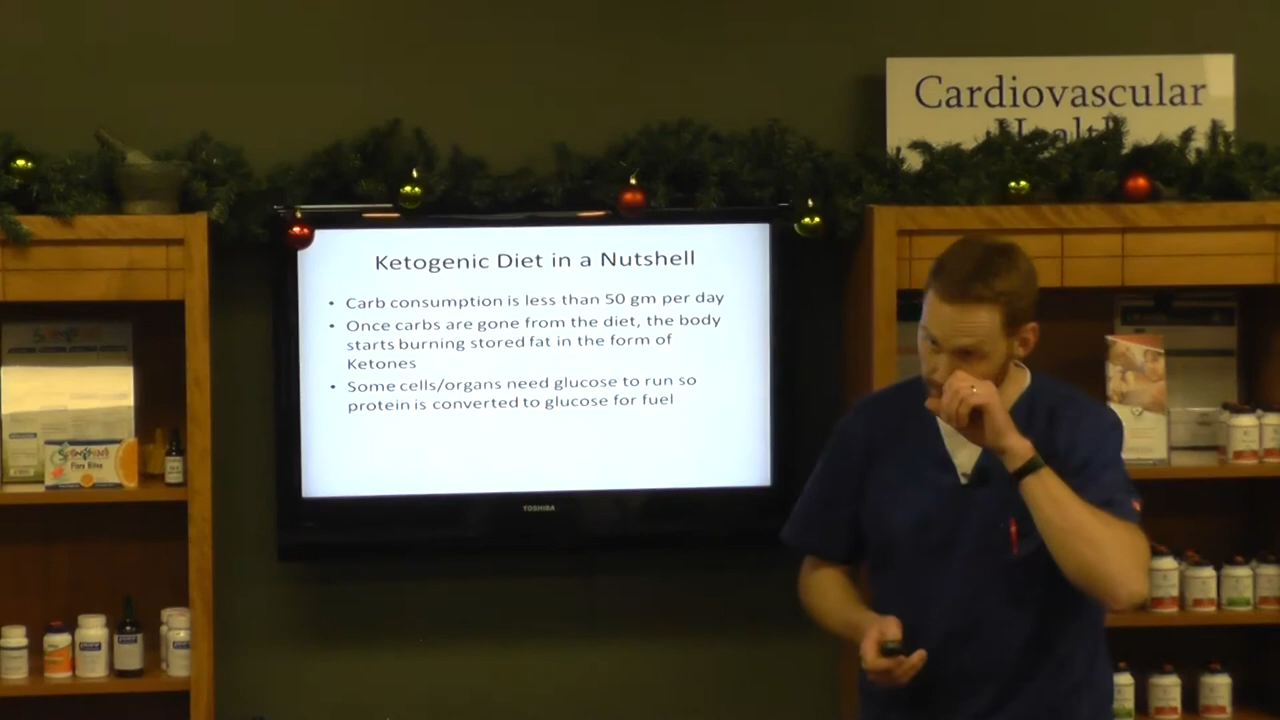 Cardiovascular
Health
Ketogenic Diet in a Nutshell
• Carb consumption is less than 50 gm per day
• Once carbs are gone from the diet, the body
starts burning stored fat in the form of
Ketones
• Some cells/organs need glucose to run so
protein is converted to glucose for fuel
TOSHIBA